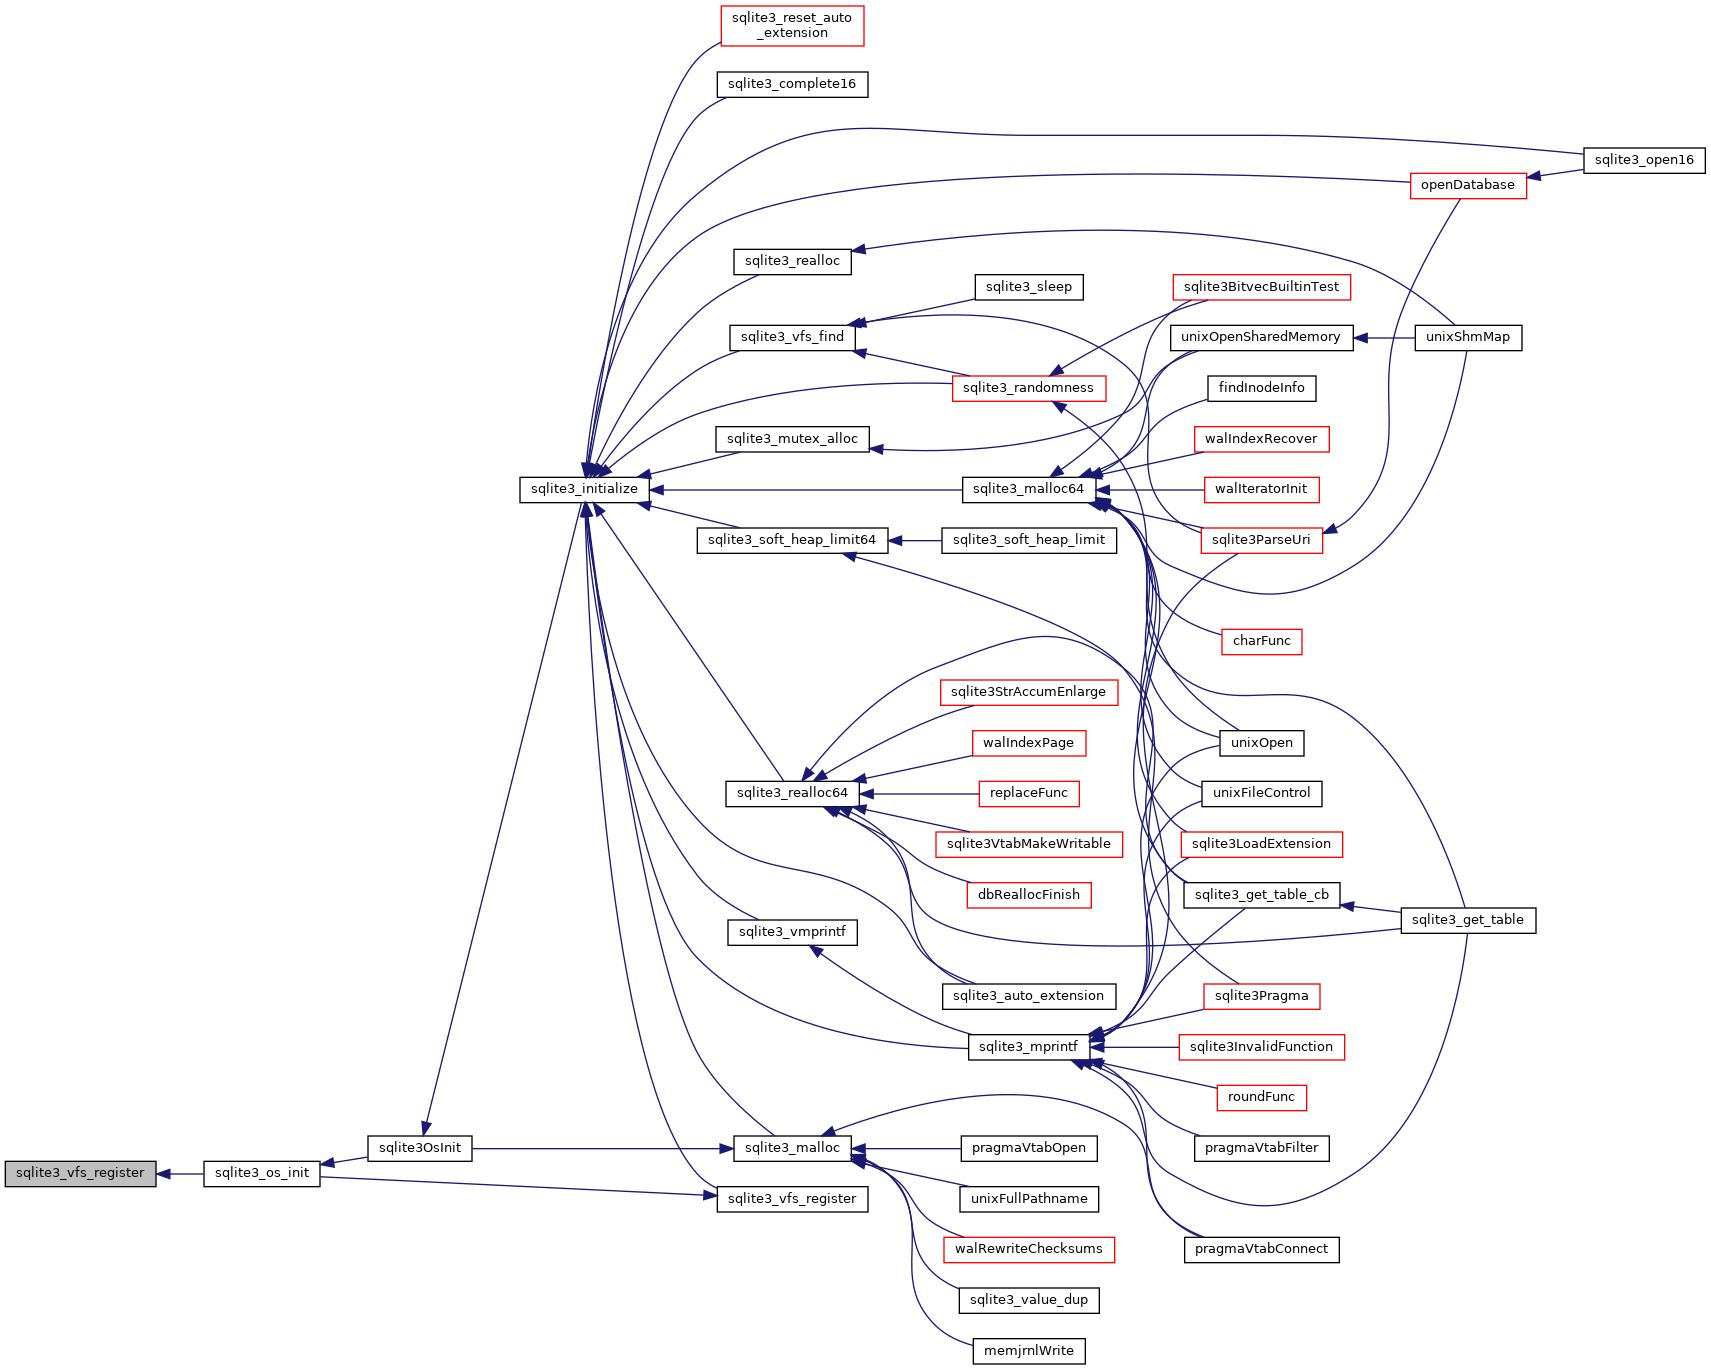 sqlite3_reset_auto
_extension
sqlite3_complete16
sqlite3_open16
openDatabase
sqlite3_realloc
sqlite3_sleep
sqlite3BitvecBuiltinTest
sqlite3_vfs_find
unixOpenSharedMemory
unixShmMap
sqlite3_randomness
findInodeInfo
sqlite3_mutex_alloc
walIndexRecover
sqlite3_initialize
sqlite3_malloc64
walIteratorInit
sqlite3_soft_heap_limit64
sqlite3_soft_heap_limit
sqlite3ParseUri
charFunc
sqlite3StrAccumEnlarge
walIndexPage
unixOpen
sqlite3_realloc64
replaceFunc
unixFileControl
sqlite3VtabMakeWritable
sqlite3LoadExtension
dbReallocFinish
sqlite3_get_table_cb
sqlite3_get_table
sqlite3_vmprintf
sqlite3_auto_extension
sqlite3Pragma
sqlite3_mprintf
sqlite3InvalidFunction
roundFunc
sqlite3OsInit
sqlite3_malloc
pragmaVtabOpen
pragmaVtabFilter
sqlite3_vfs_register
sqlite3_os_init
sqlite3_vfs_register
unixFullPathname
walRewriteChecksums
pragmaVtabConnect
sqlite3_value_dup
memjrnlWrite